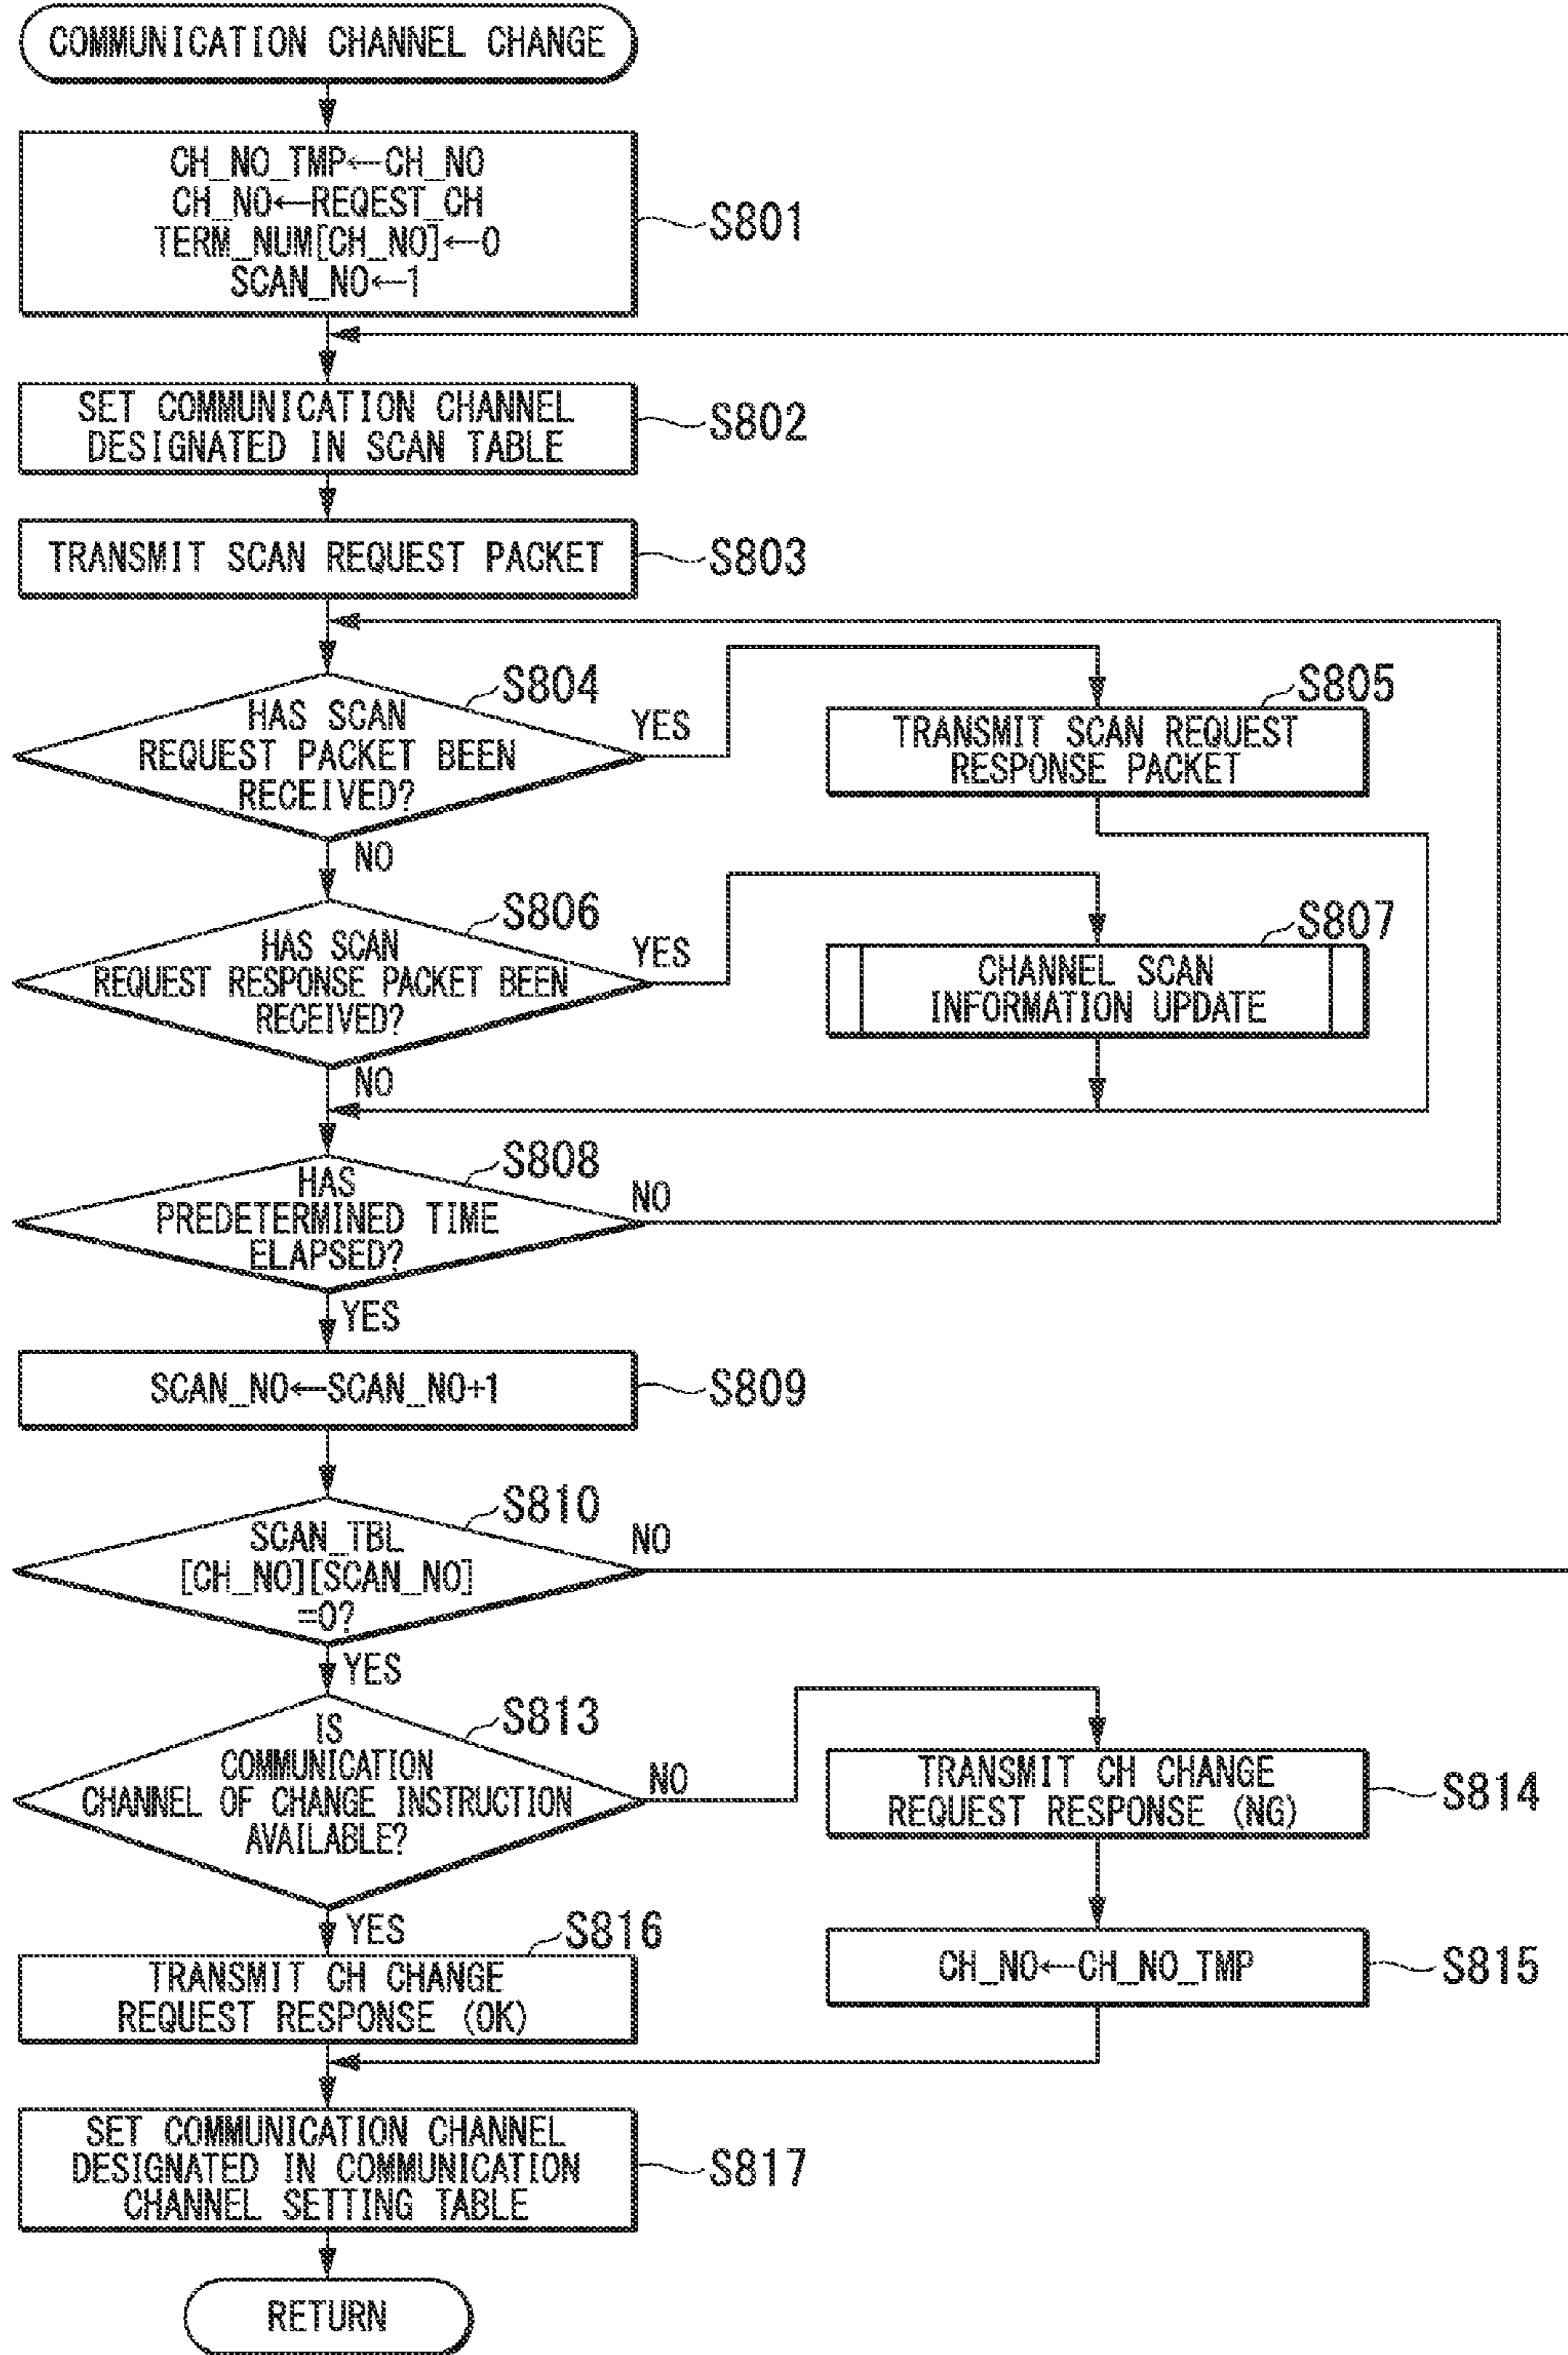 COMMUNICATION CHANNEL CHANGE
CH_NO_TMP←CH_NO
CH_NO←REQEST_CH
TERM_NUM[CH_NO]←0
SCAN_NO←1
S801
SET COMMUNICATION CHANNEL
DESIGNATED IN SCAN TABLE
S802
TRANSMIT SCAN REQUEST PACKET
S803
S804
HAS SCAN
REQUEST PACKET BEEN
RECEIVED?
YES
NO
S805
TRANSMIT SCAN REQUEST
RESPONSE PACKET
S806
HAS SCAN
REQUEST RESPONSE PACKET BEEN
RECEIVED?
YES
NO
S807
CHANNEL SCAN
INFORMATION UPDATE
S808
HAS
PREDETERMINED TIME
ELAPSED?
NO
YES
SCAN_NO←SCAN_NO+1
S809
S810
SCAN_TBL
[CH_NO][SCAN_NO]
=0?
NO
YES
S813
IS
COMMUNICATION
CHANNEL OF CHANGE INSTRUCTION
AVAILABLE?
NO
YES
TRANSMIT CH CHANGE
REQUEST RESPONSE (NG)
S814
CH_NO←CH_NO_TMP
S815
S816
TRANSMIT CH CHANGE
REQUEST RESPONSE (OK)
SET COMMUNICATION CHANNEL
DESIGNATED IN COMMUNICATION
CHANNEL SETTING TABLE
S817
RETURN